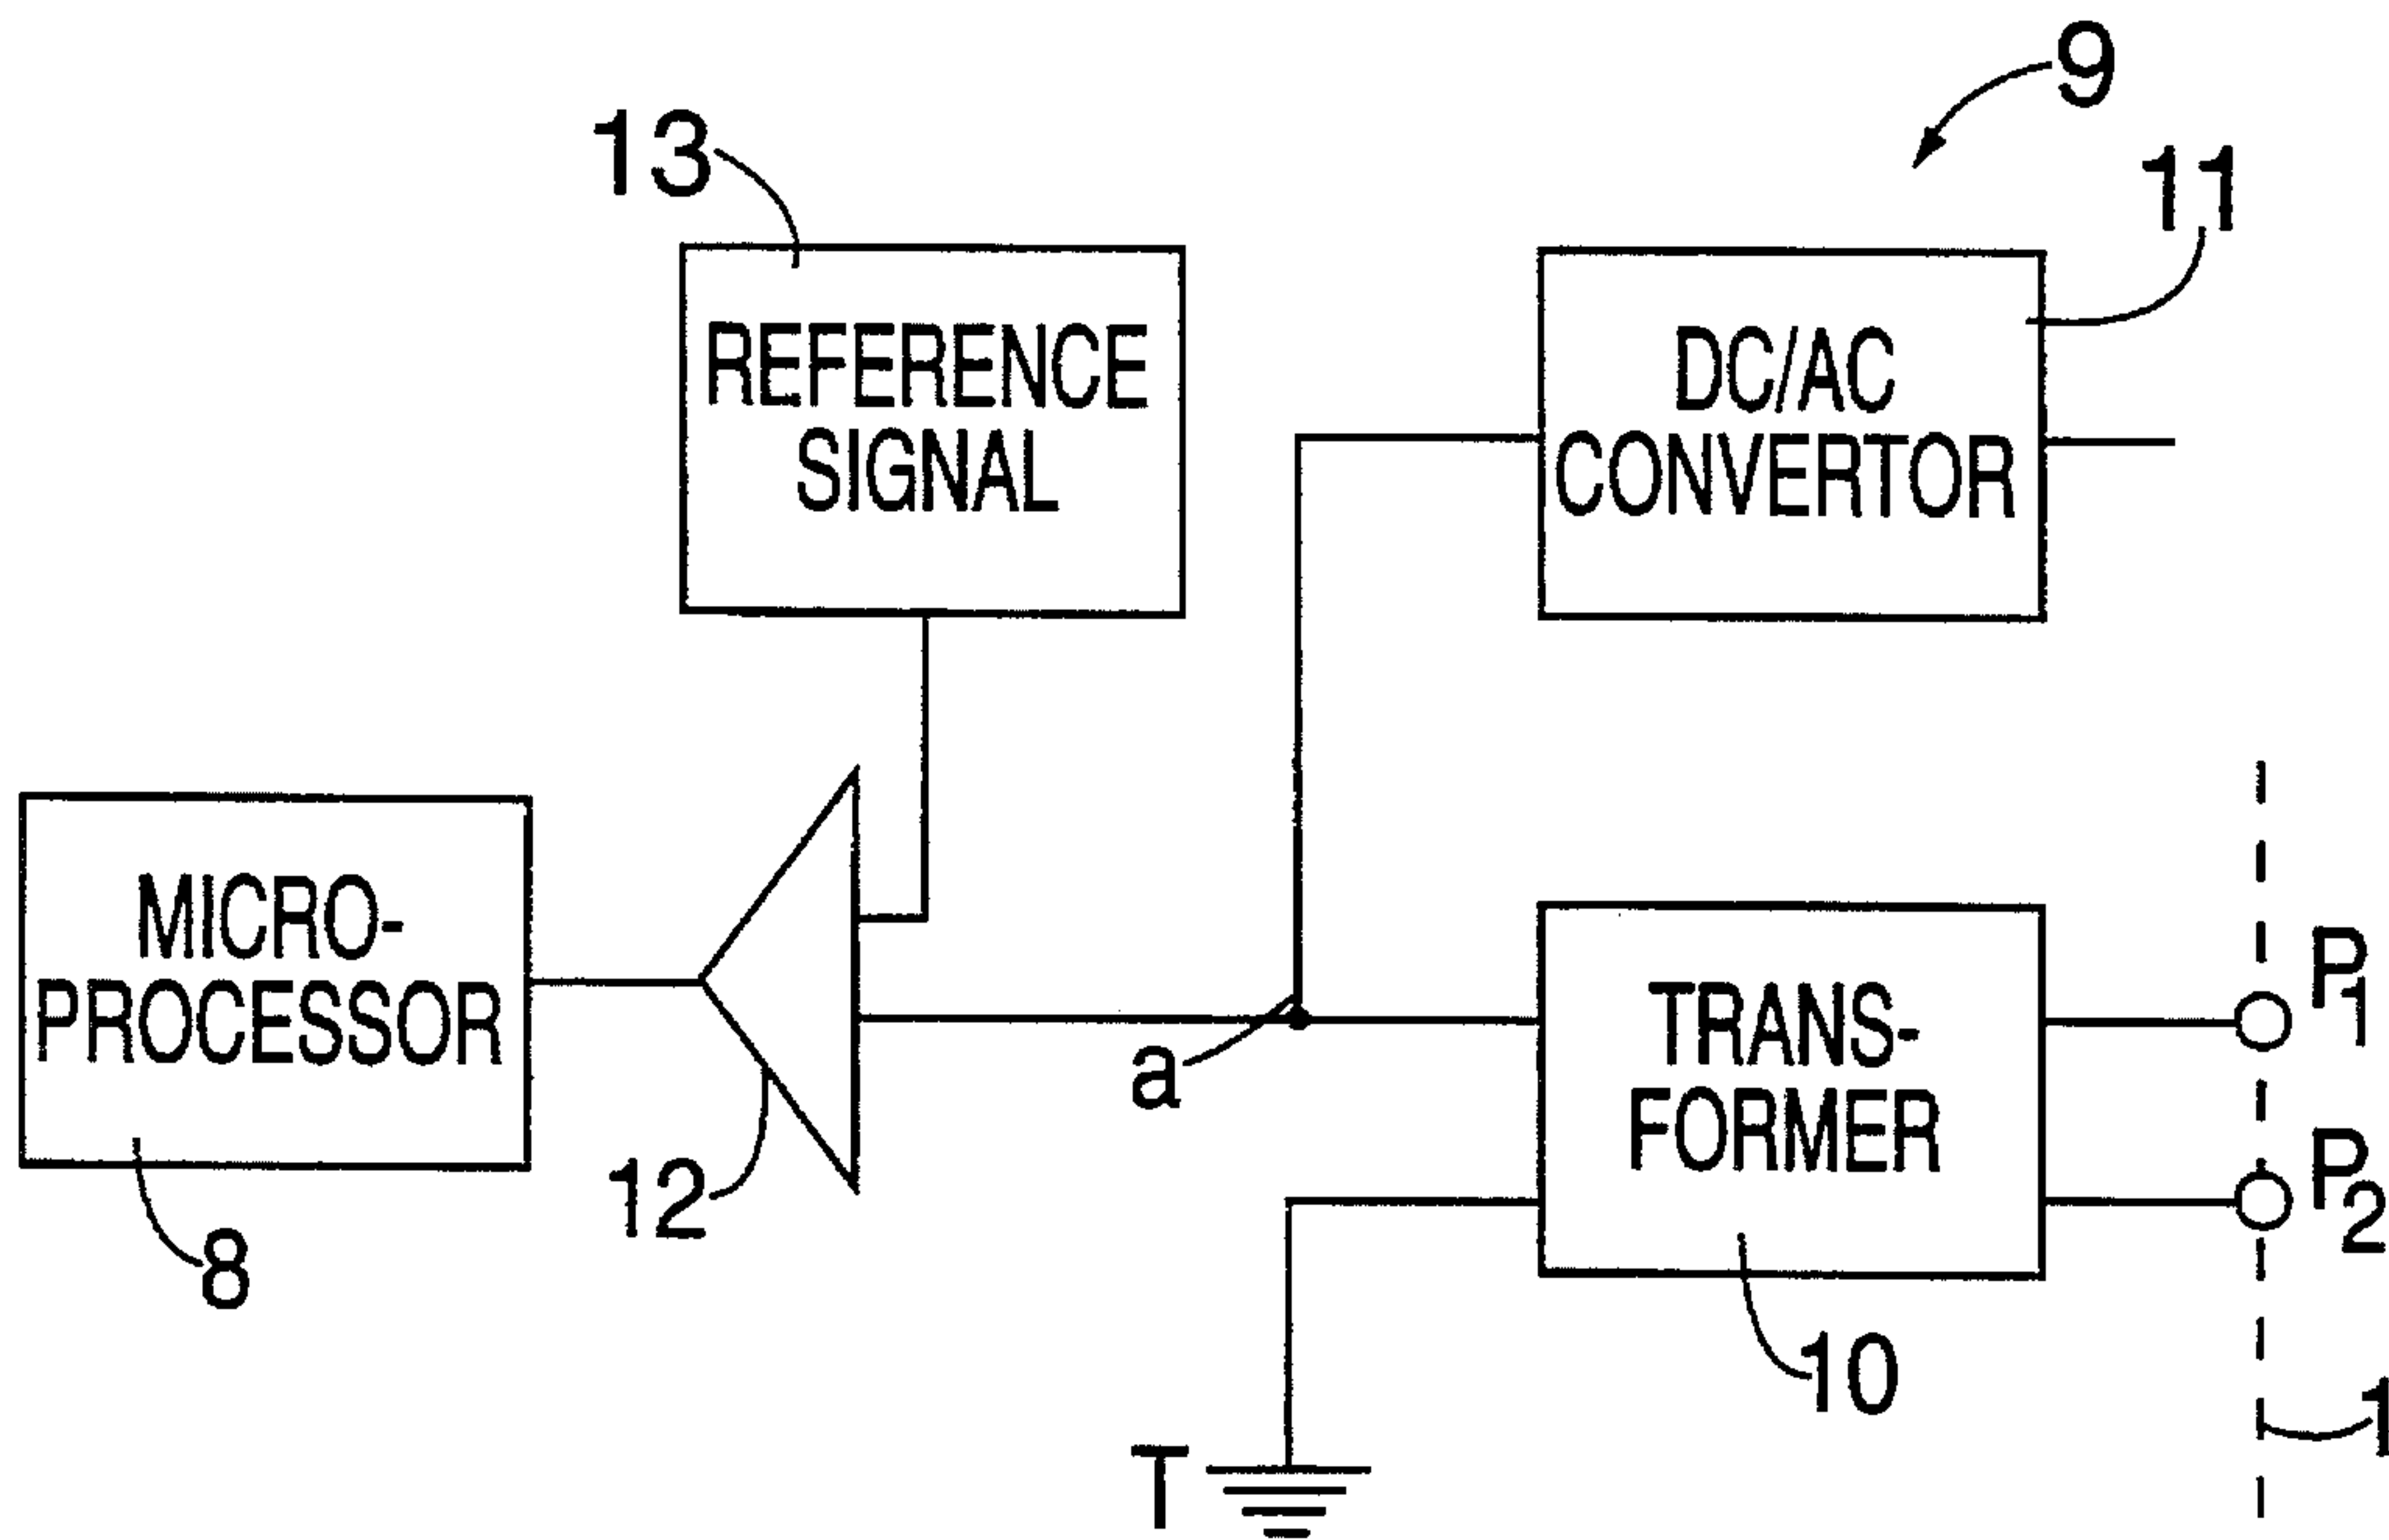 9
13
11
REFERENCE
SIGNAL
DC/AC
CONVERTOR
MICRO-
PROCESSOR
P1
TRANS-
FORMER
a
P2
12
8
10
1
T